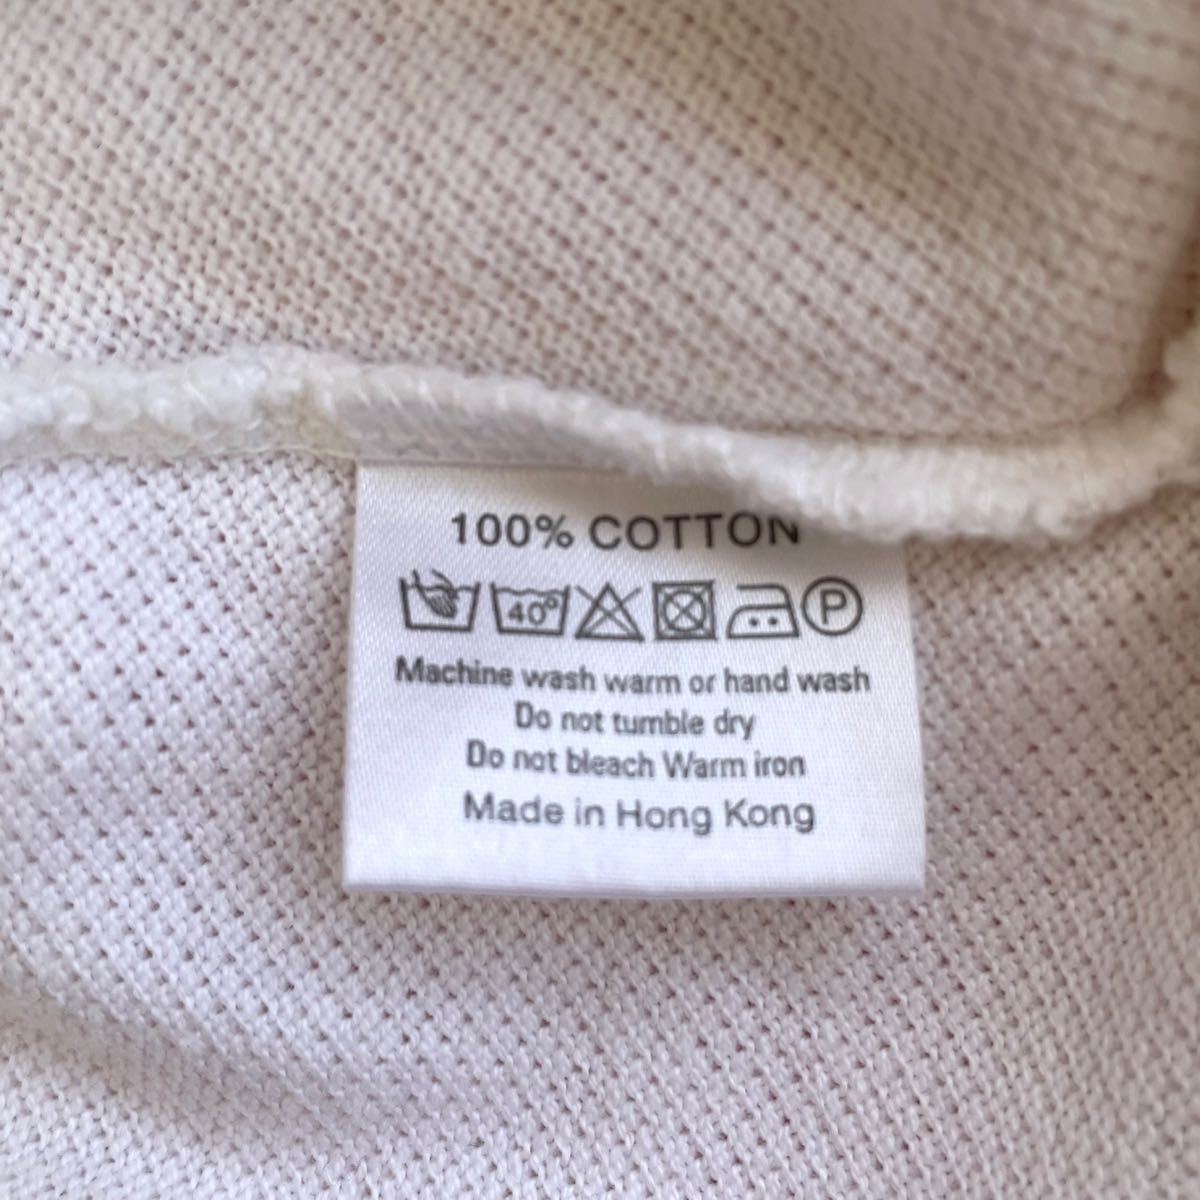 100% COTTON
40° P
Machine wash warm or hand wash
Do not tumble dry
Do not bleach Warm iron
Made in Hong Kong